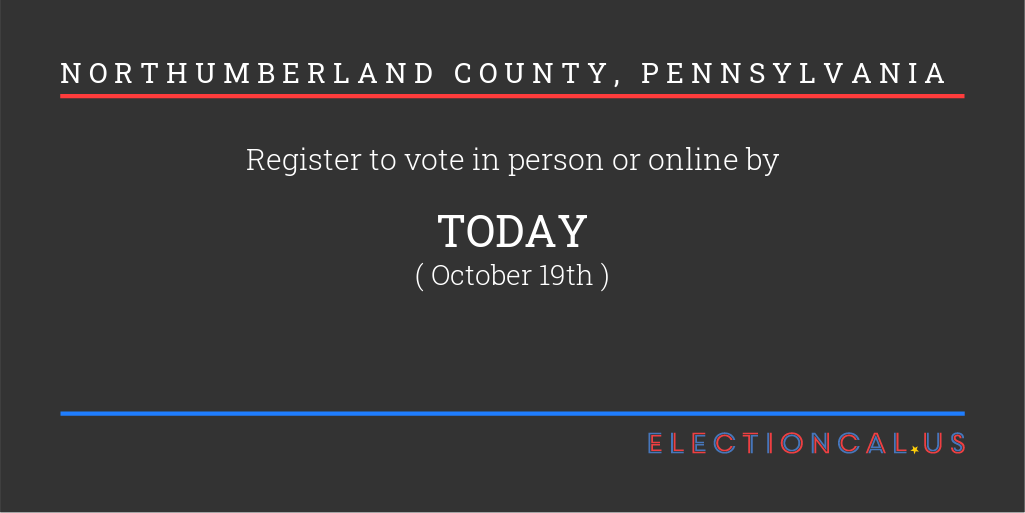 NORTHUMBERLAND COUNTY, PENNSYLVANIA
Register to vote in person or online by
TODAY
( October 19th )
ELECTIONCAL.US